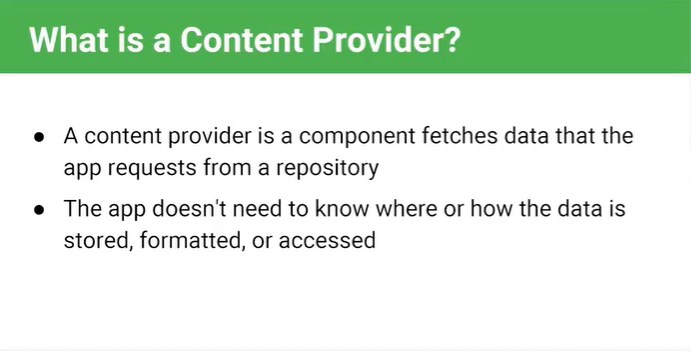 What is a Content Provider?
● A content provider is a component fetches data that the
app requests from a repository
● The app doesn't need to know where or how the data is
stored, formatted, or accessed